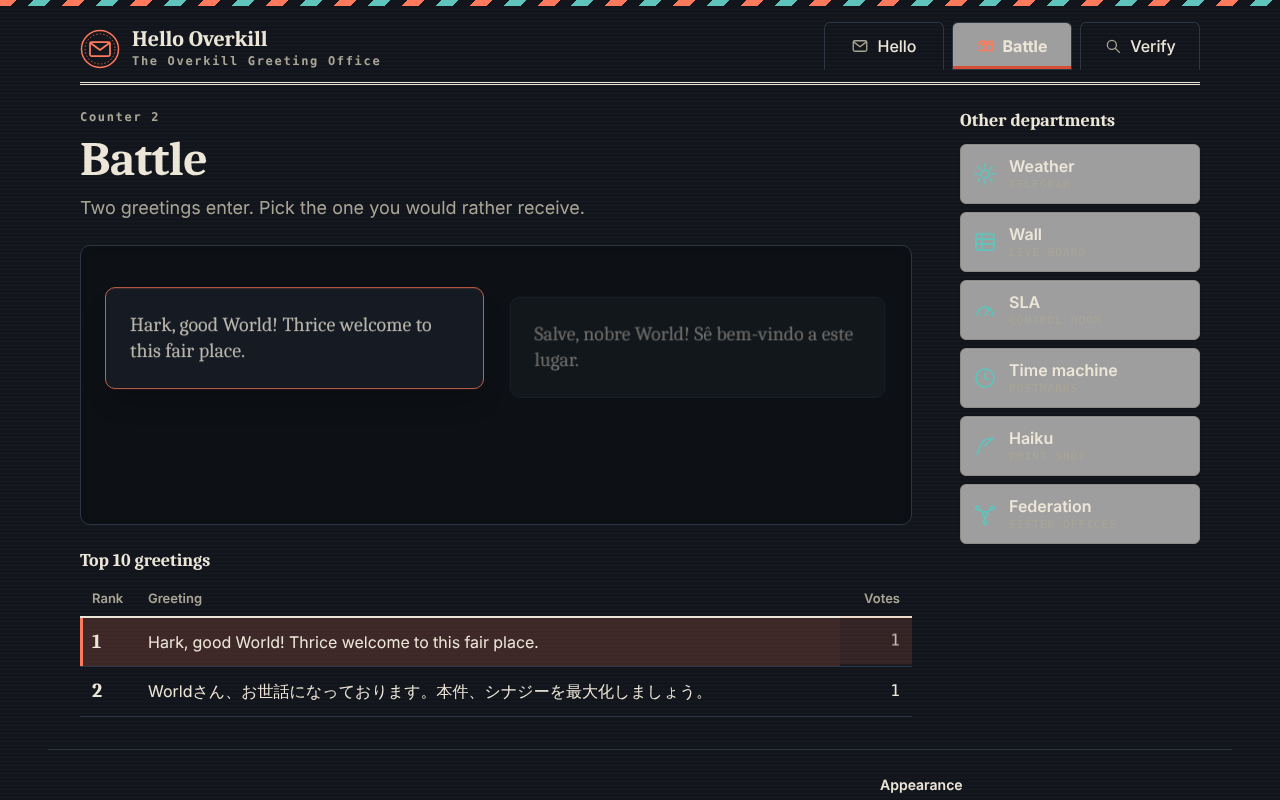 Hello Overkill
The Overkill Greeting Office
Hello
Battle
Verify
Counter 2
Battle
Two greetings enter. Pick the one you would rather receive.
Hark, good World! Thrice welcome to
this fair place.
Salve, nobre World! Sê bem-vindo a este
lugar.
Top 10 greetings
Rank Greeting Votes
1 Hark, good World! Thrice welcome to this fair place. 1
2 Worldさん、お世話になっております。本件、シナジーを最大化しましょう。 1
Other departments
Weather
Wall
SLA
Time machine
Haiku
Federation
Appearance